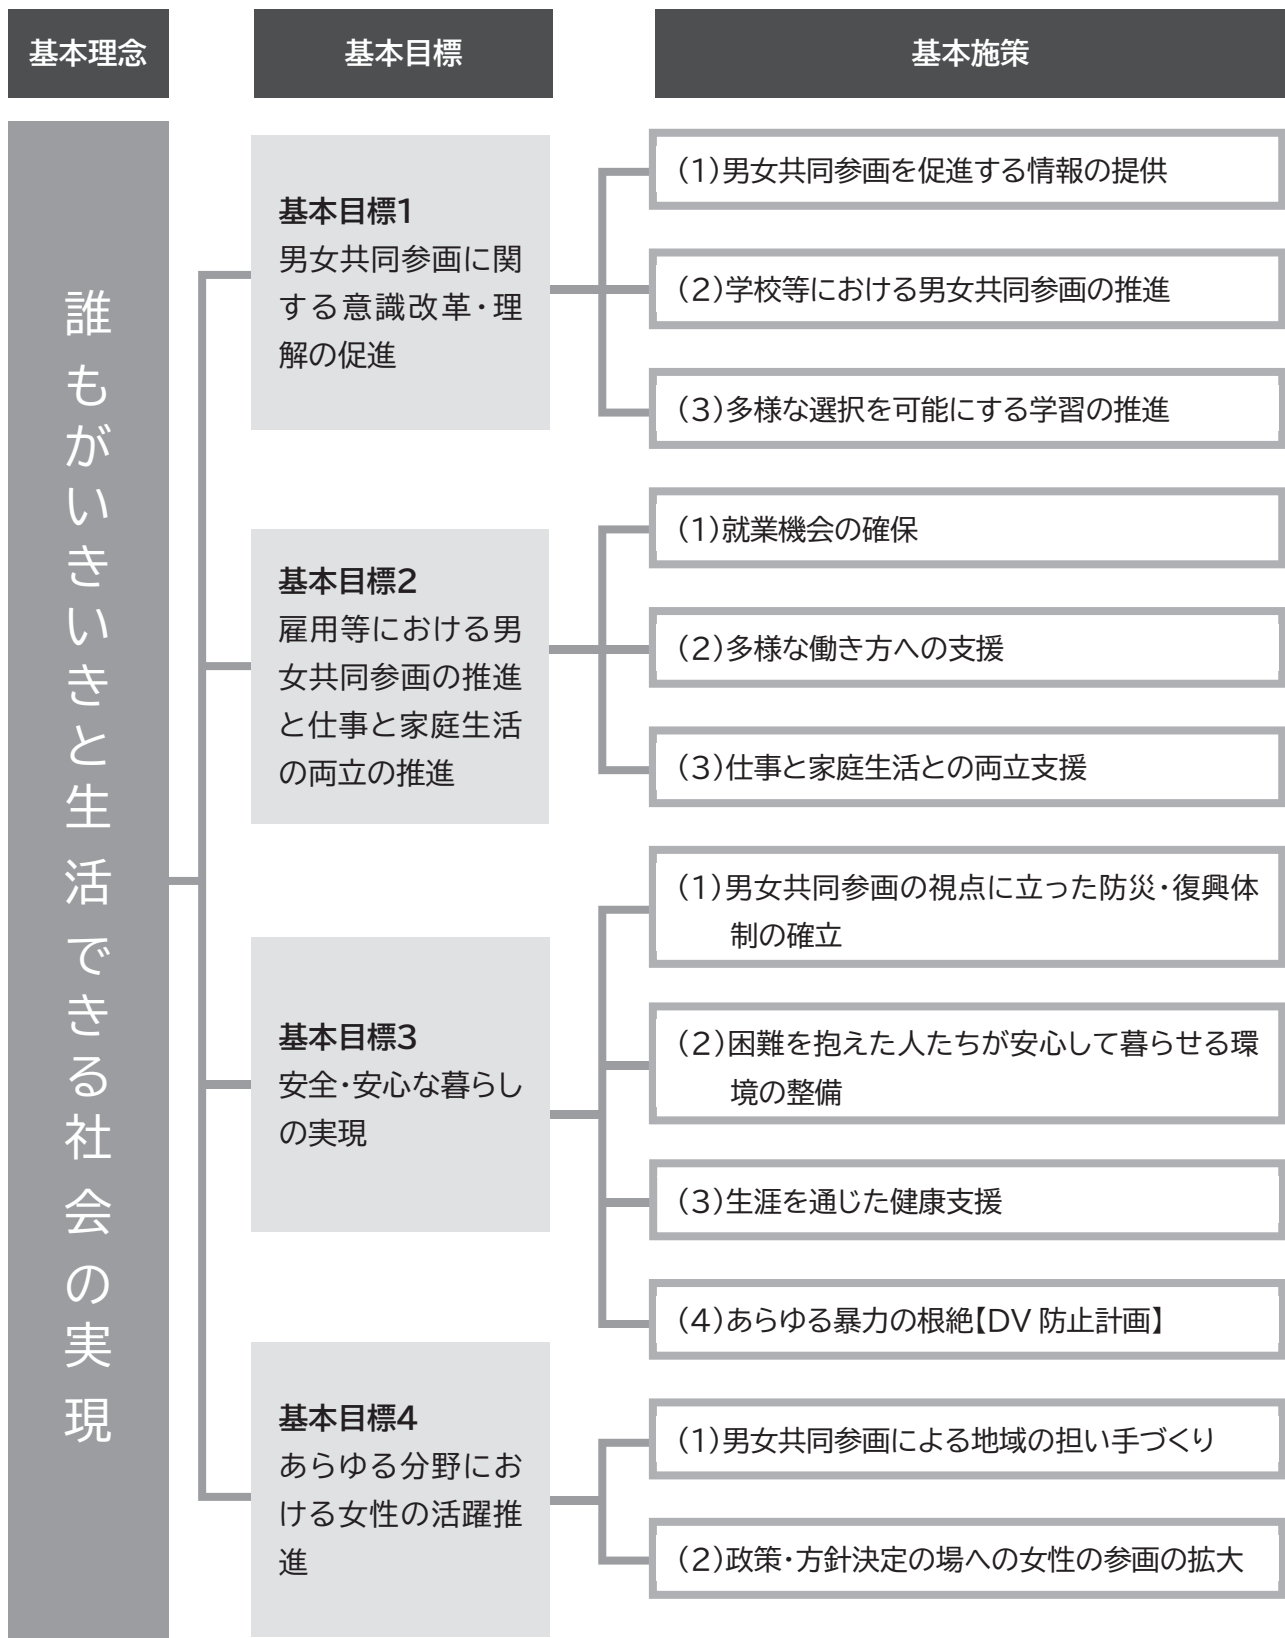 基本理念
基本目標
基本施策
誰もがいきいきと生活できる社会の実現
基本目標1
男女共同参画に関
する意識改革・理
解の促進
(1)男女共同参画を促進する情報の提供
(2)学校等における男女共同参画の推進
(3)多様な選択を可能にする学習の推進
基本目標2
雇用等における男
女共同参画の推進
と仕事と家庭生活
の両立の推進
(1)就業機会の確保
(2)多様な働き方への支援
(3)仕事と家庭生活との両立支援
基本目標3
安全・安心な暮らし
の実現
(1)男女共同参画の視点に立った防災・復興体
制の確立
(2)困難を抱えた人たちが安心して暮らせる環
境の整備
(3)生涯を通じた健康支援
(4)あらゆる暴力の根絶【DV 防止計画】
基本目標4
あらゆる分野にお
ける女性の活躍推
進
(1)男女共同参画による地域の担い手づくり
(2)政策・方針決定の場への女性の参画の拡大